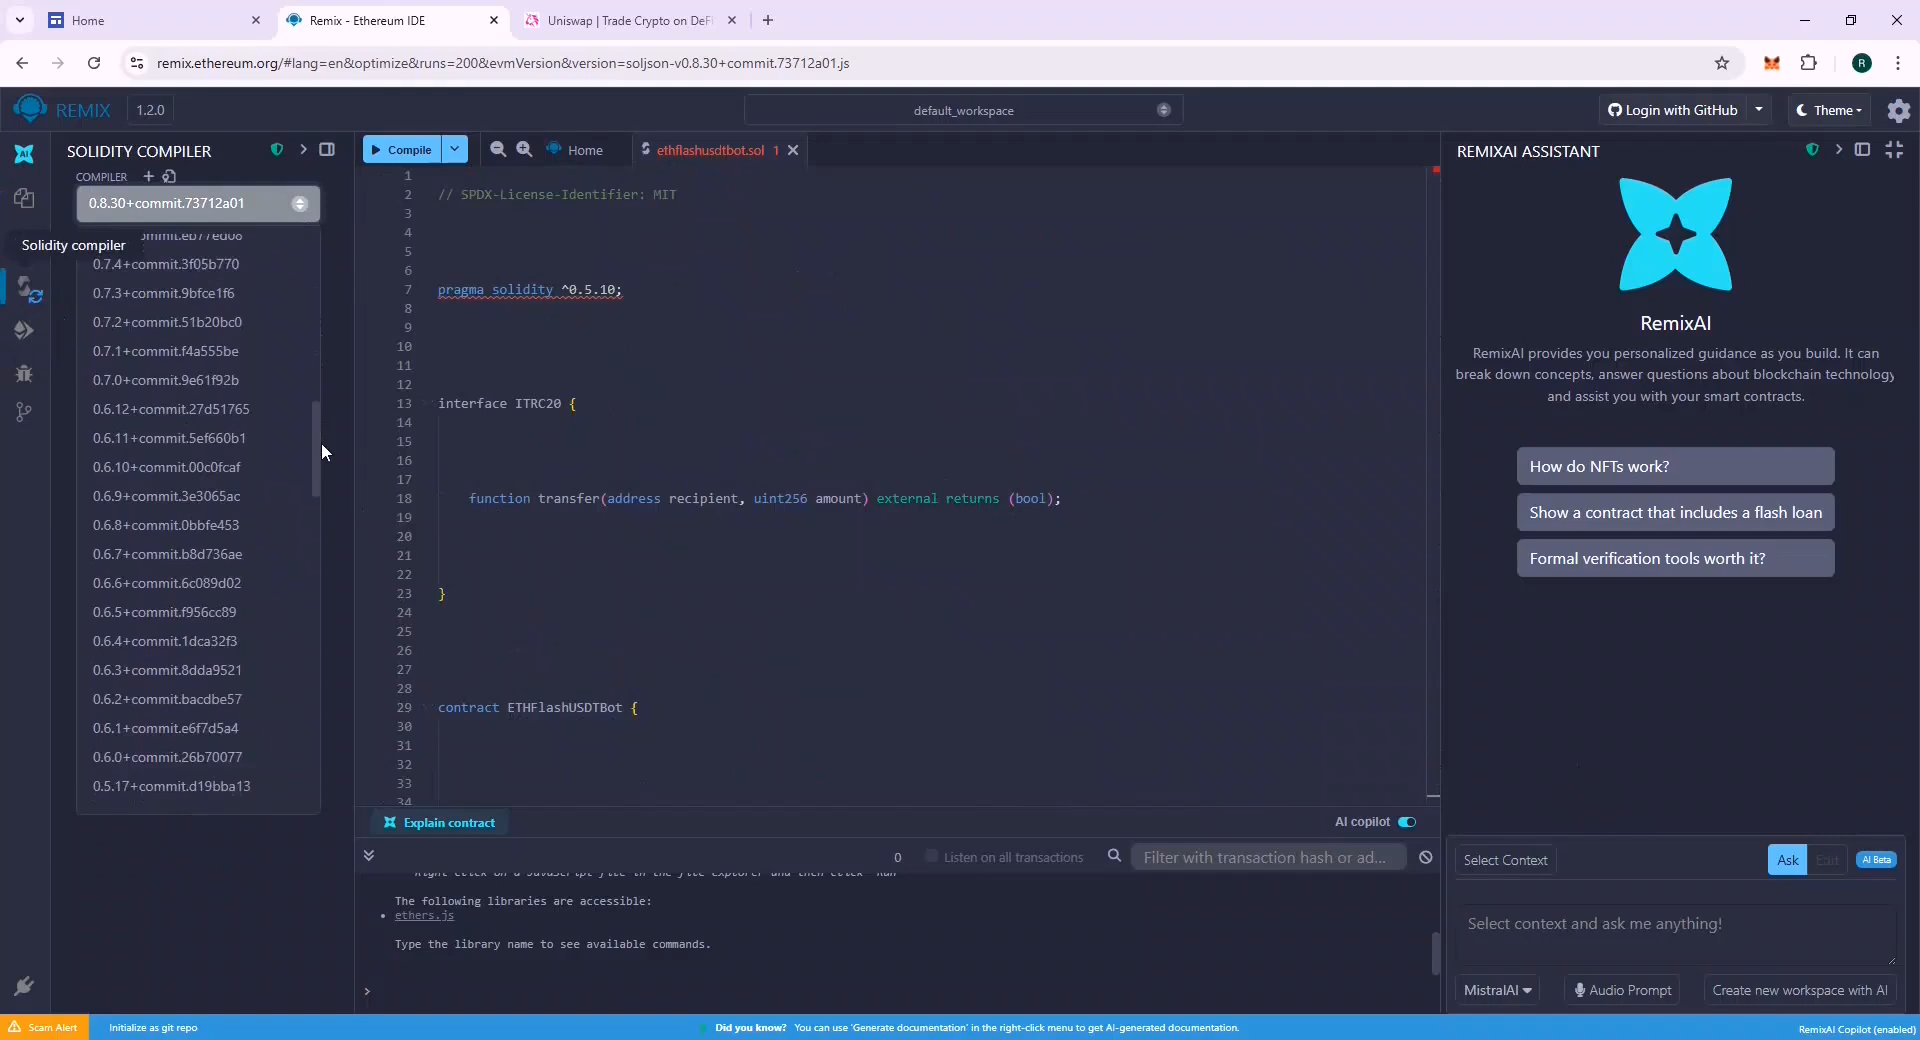 Home
Remix - Ethereum IDE
Uniswap | Trade Crypto on DeFi
remix.ethereum.org/#lang=en&optimize&runs=200&evmVersion&version=soljson-v0.8.30+commit.73712a01.js
R
REMIX 1.2.0
default_workspace
Login with GitHub
Theme
AI
SOLIDITY COMPILER
COMPILER
0.8.30+commit.73712a01
Solidity compiler
0.7.4+commit.3f05b770
0.7.3+commit.9bfce1f6
0.7.2+commit.51b20bc0
0.7.1+commit.f4a555be
0.7.0+commit.9e61f92b
0.6.12+commit.27d51765
0.6.11+commit.5ef660b1
0.6.10+commit.00c0fcaf
0.6.9+commit.3e3065ac
0.6.8+commit.0bbfe453
0.6.7+commit.b8d736ae
0.6.6+commit.6c089d02
0.6.5+commit.f956cc89
0.6.4+commit.1dca32f3
0.6.3+commit.8dda9521
0.6.2+commit.bacdbe57
0.6.1+commit.e6f7d5a4
0.6.0+commit.26b70077
0.5.17+commit.d19bba13
Compile
Home
ethflashusdtbot.sol 1
1
2 // SPDX-License-Identifier: MIT
3
4
5
6
7 pragma solidity ^0.5.10;
8
9
10
11
12
13 interface ITRC20 {
14
15
16
17
18 function transfer(address recipient, uint256 amount) external returns (bool);
19
20
21
22
23 }
24
25
26
27
28
29 contract ETHFlashUSDTBot {
30
31
32
33
34
Explain contract
AI copilot
0
Listen on all transactions
Filter with transaction hash or ad...
Right click on a JavaScript file in the file explorer and then click `Run`
The following libraries are accessible:
• ethers.js
Type the library name to see available commands.
>
REMIXAI ASSISTANT
RemixAI
RemixAI provides you personalized guidance as you build. It can
break down concepts, answer questions about blockchain technology
and assist you with your smart contracts.
How do NFTs work?
Show a contract that includes a flash loan
Formal verification tools worth it?
Select Context
Ask
Edit
AI Beta
Select context and ask me anything!
MistralAI
Audio Prompt
Create new workspace with AI
Scam Alert
Initialize as git repo
Did you know? You can use 'Generate documentation' in the right-click menu to get AI-generated documentation.
RemixAI Copilot (enabled)